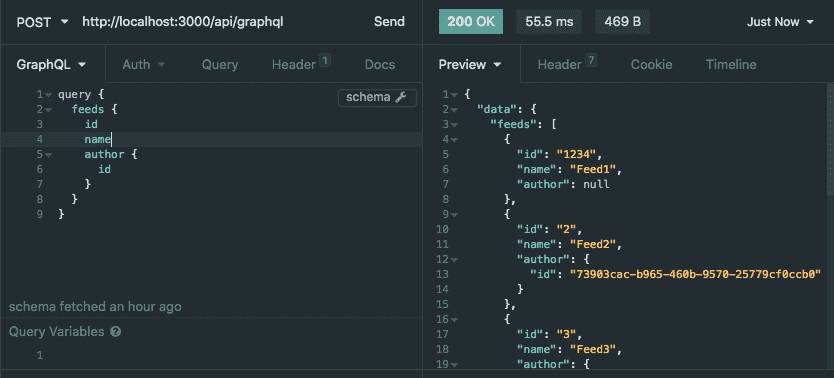 POST http://localhost:3000/api/graphql Send
200 OK 55.5 ms 469 B Just Now
GraphQL Auth Query Header 1 Docs
Preview Header 7 Cookie Timeline
schema
1 query {
2 feeds {
3 id
4 name
5 author {
6 id
7 }
8 }
9 }
schema fetched an hour ago
Query Variables ?
1
1 {
2 "data": {
3 "feeds": [
4 {
5 "id": "1234",
6 "name": "Feed1",
7 "author": null
8 },
9 {
10 "id": "2",
11 "name": "Feed2",
12 "author": {
13 "id": "73903cac-b965-460b-9570-25779cf0ccb0"
14 }
15 },
16 {
17 "id": "3",
18 "name": "Feed3",
19 "author": {